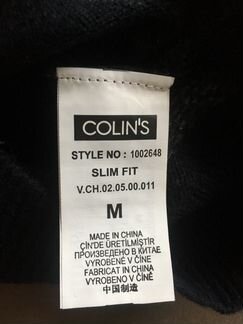 COLIN'S
STYLE NO : 1002648
SLIM FIT
V.CH.02.05.00.011
M
MADE IN CHINA
ÇİN'DE ÜRETİLMİŞTİR
ПРОИЗВЕДЕНО В КИТАЕ
VYROBENÉ V ČÍNE
FABRICAT IN CHINA
VYROBENO V ČÍNĚ
中国制造